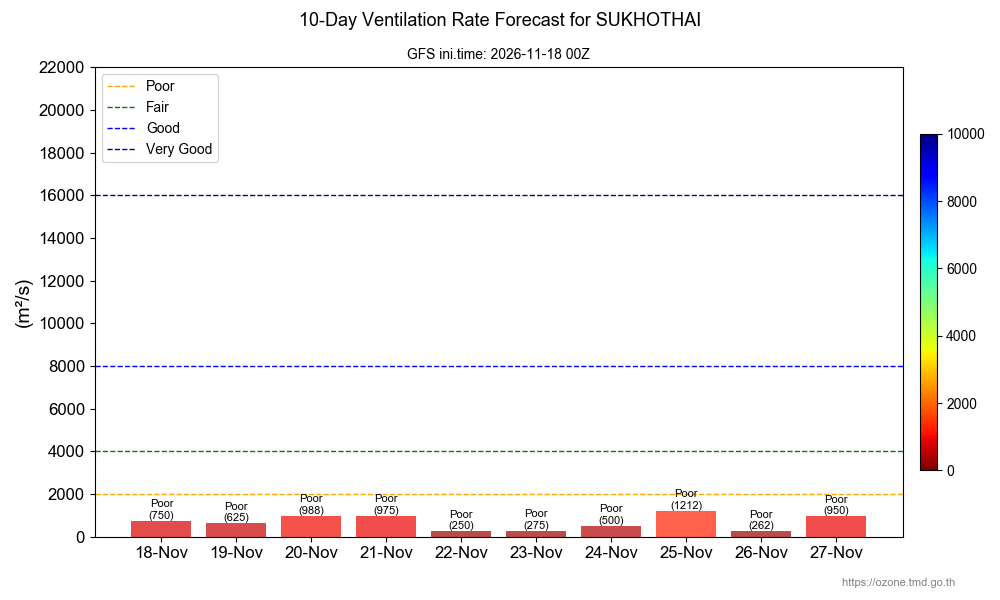 10-Day Ventilation Rate Forecast for SUKHOTHAI
GFS ini.time: 2026-11-18 00Z
(m²/s)
22000
20000
18000
16000
14000
12000
10000
8000
6000
4000
2000
0
Poor
Fair
Good
Very Good
Poor
(750)
Poor
(625)
Poor
(988)
Poor
(975)
Poor
(250)
Poor
(275)
Poor
(500)
Poor
(1212)
Poor
(262)
Poor
(950)
18-Nov 19-Nov 20-Nov 21-Nov 22-Nov 23-Nov 24-Nov 25-Nov 26-Nov 27-Nov
10000
8000
6000
4000
2000
0
https://ozone.tmd.go.th